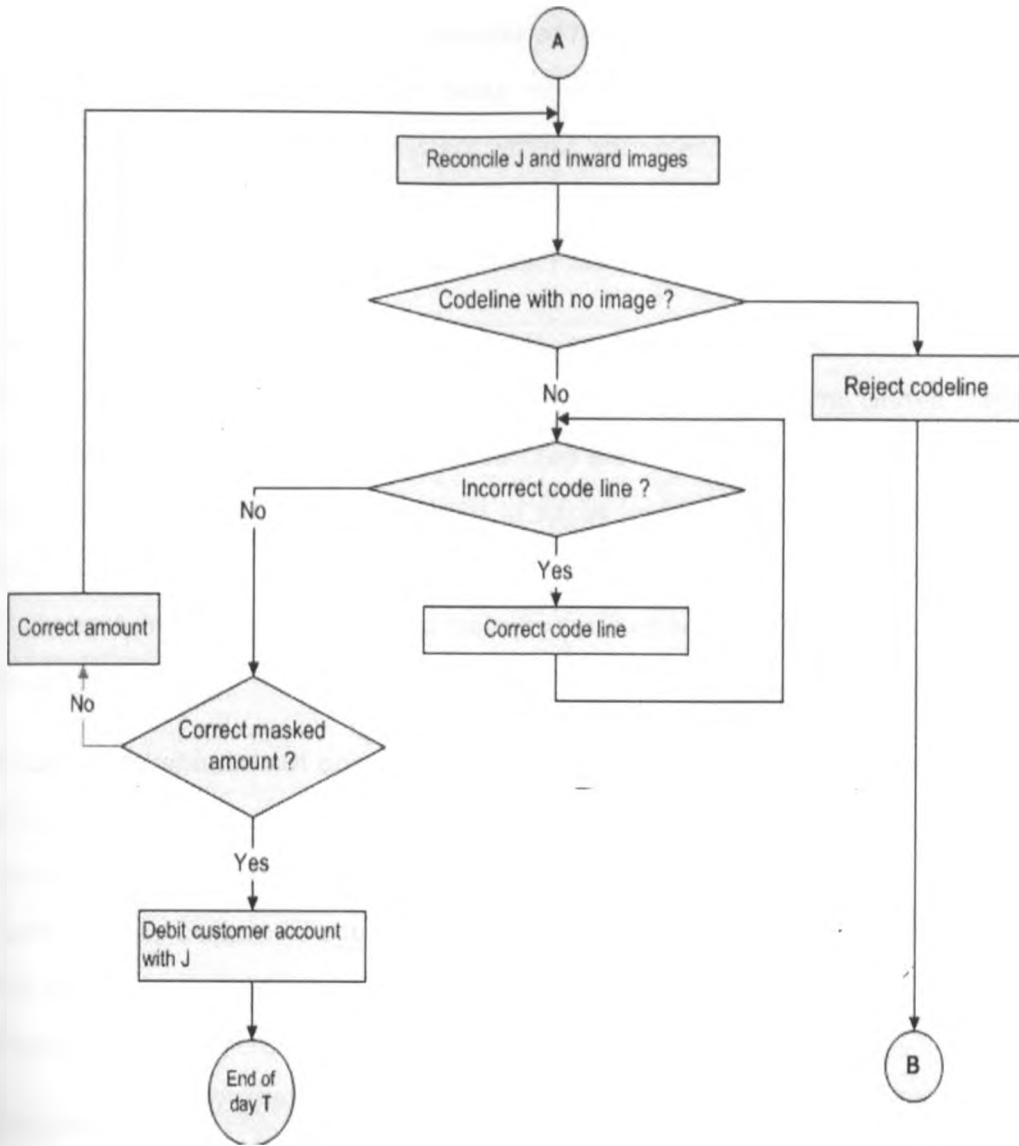 A
Reconcile J and inward images
Codeline with no image ?
No
Reject codeline
Incorrect code line ?
No
Yes
Correct code line
Correct amount
No
Correct masked
amount ?
Yes
Debit customer account
with J
End of
day T
B